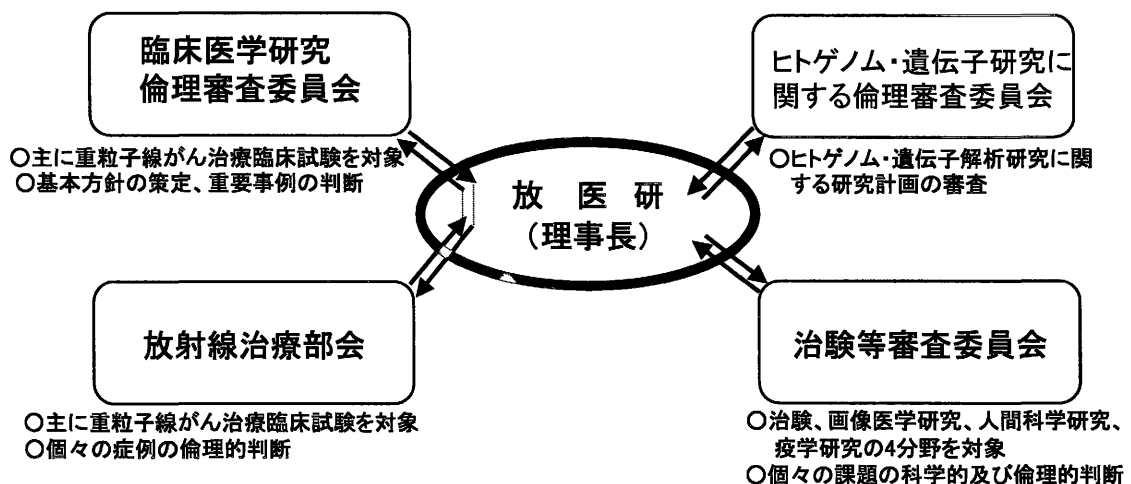 臨床医学研究
倫理審査委員会
○主に重粒子線がん治療臨床試験を対象
○基本方針の策定、重要事例の判断
ヒトゲノム・遺伝子研究に
関する倫理審査委員会
○ヒトゲノム・遺伝子解析研究に関
する研究計画の審査
放 医 研
(理事長)
放射線治療部会
○主に重粒子線がん治療臨床試験を対象
○個々の症例の倫理的判断
治験等審査委員会
○治験、画像医学研究、人間科学研究、
疫学研究の4分野を対象
○個々の課題の科学的及び倫理的判断